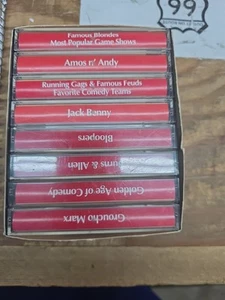 99
Famous Blondes
Most Popular Game Shows
Amos n' Andy
Running Gags & Famous Feuds
Favorite Comedy Teams
Jack Benny
Bloopers
Burns & Allen
Golden Age of Comedy
Groucho Marx